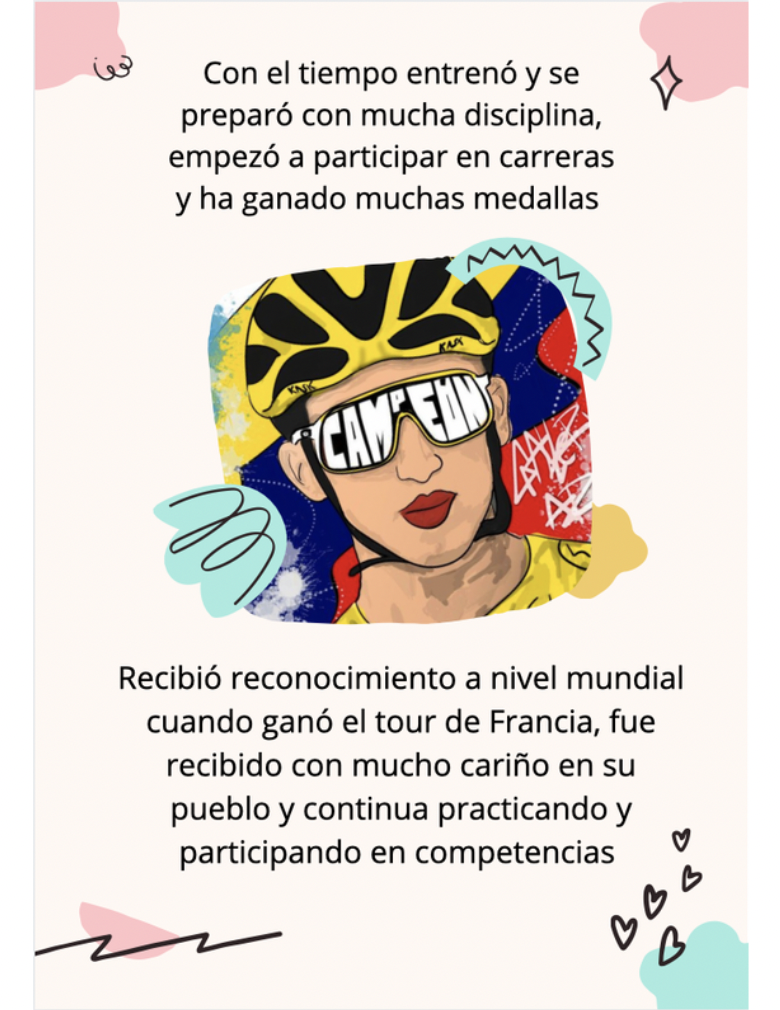 Con el tiempo entrenó y se
preparó con mucha disciplina,
empezó a participar en carreras
y ha ganado muchas medallas
KASK
KASK
CAMPEÓN
Recibió reconocimiento a nivel mundial
cuando ganó el tour de Francia, fue
recibido con mucho cariño en su
pueblo y continua practicando y
participando en competencias